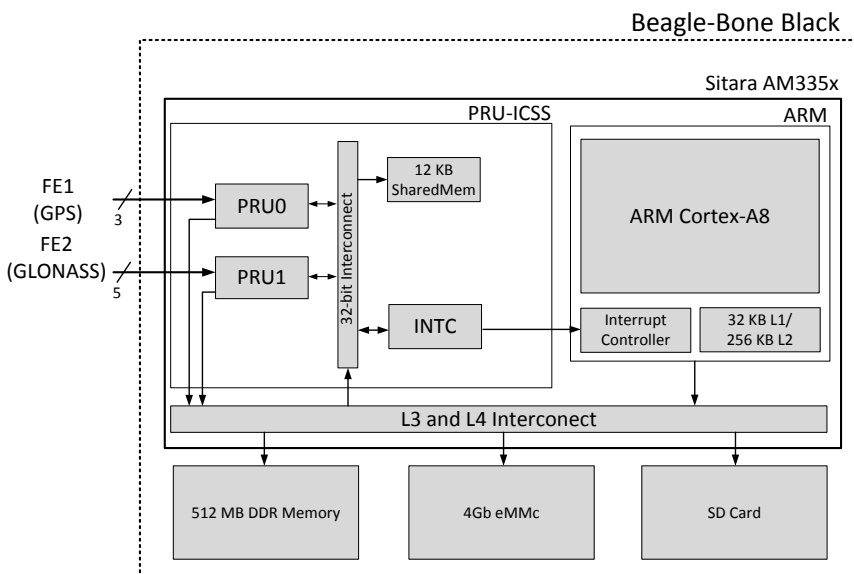 Beagle-Bone Black
Sitara AM335x
PRU-ICSS
ARM
12 KB
SharedMem
FE1
(GPS)
3
PRU0
32-bit Interconnect
ARM Cortex-A8
FE2
(GLONASS)
5
PRU1
INTC
Interrupt
Controller
32 KB L1/
256 KB L2
L3 and L4 Interconect
512 MB DDR Memory
4Gb eMMc
SD Card